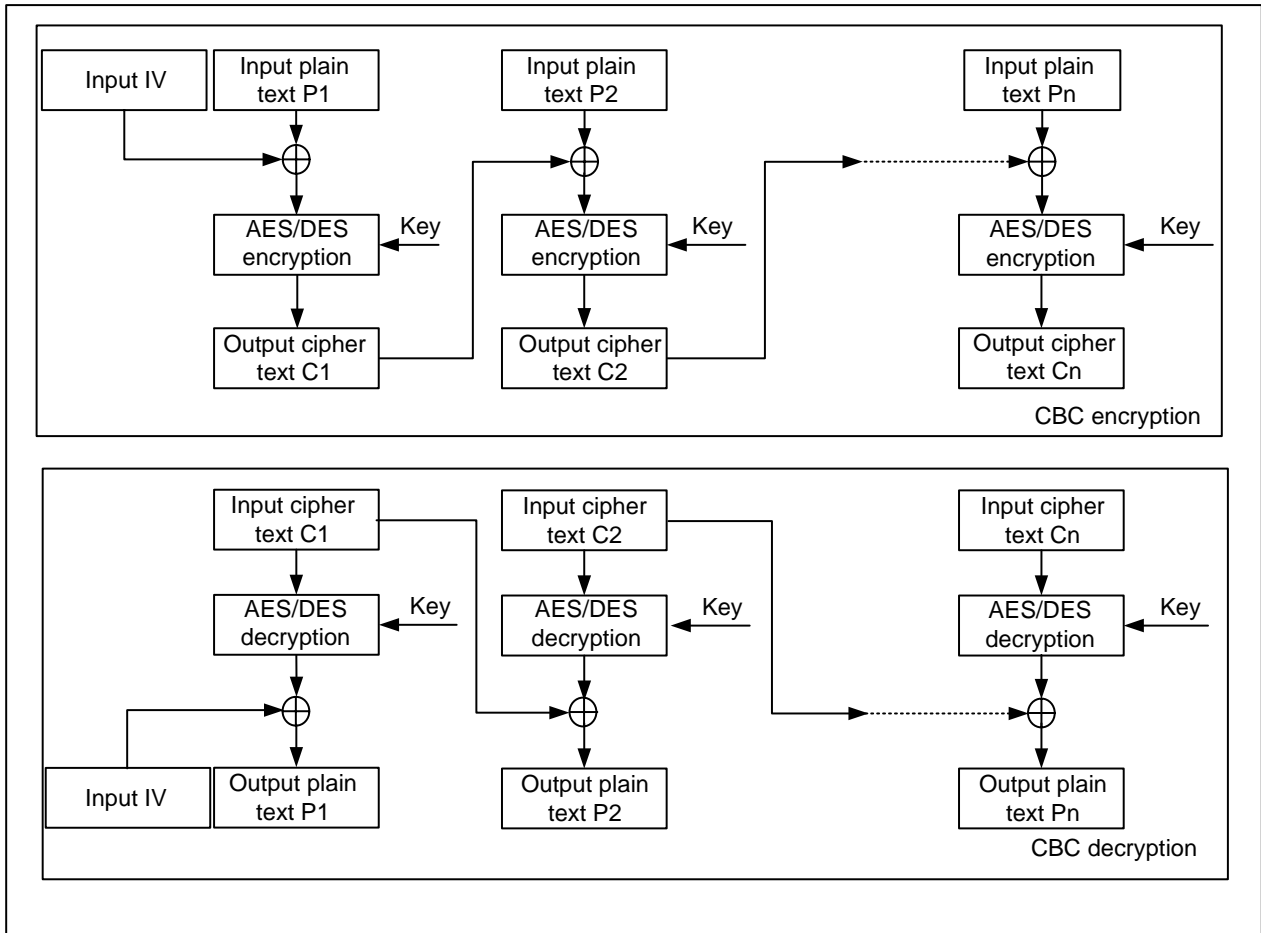 Input IV
Input plain
text P1
Input plain
text P2
Input plain
text Pn
AES/DES
encryption
Key
AES/DES
encryption
Key
AES/DES
encryption
Key
Output cipher
text C1
Output cipher
text C2
Output cipher
text Cn
CBC encryption
Input cipher
text C1
Input cipher
text C2
Input cipher
text Cn
AES/DES
decryption
Key
AES/DES
decryption
Key
AES/DES
decryption
Key
Input IV
Output plain
text P1
Output plain
text P2
Output plain
text Pn
CBC decryption